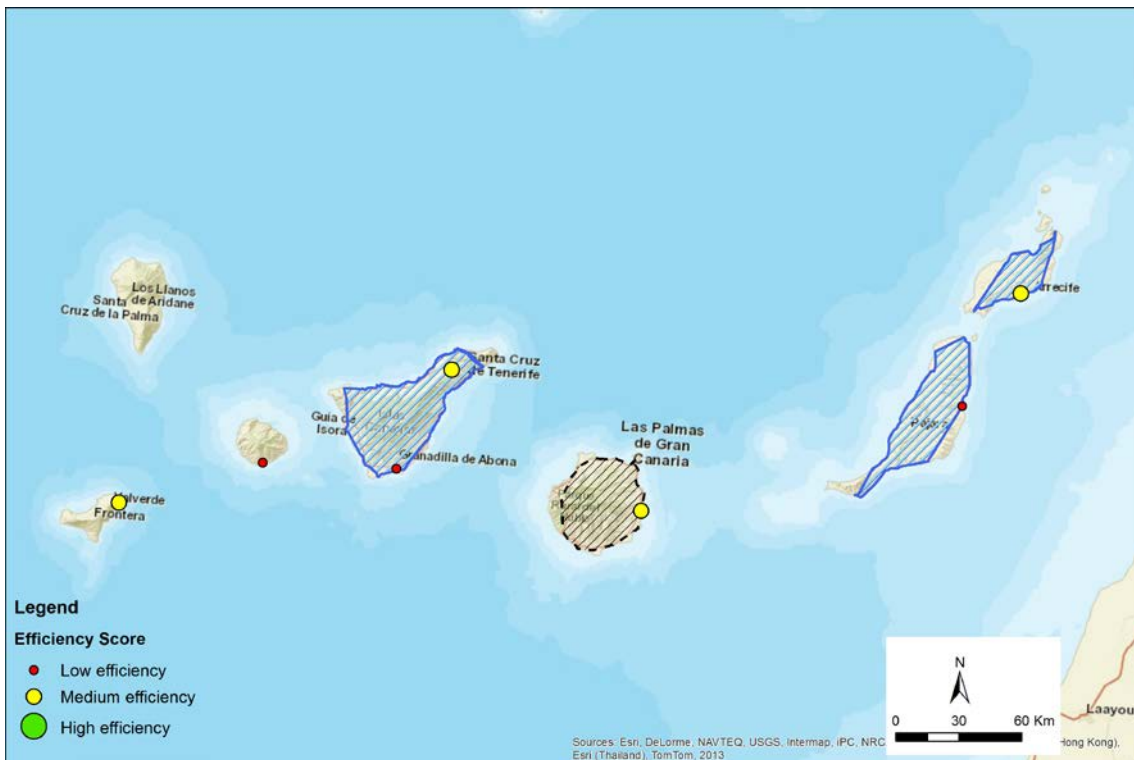 Arrecife
Los Llanos
Santa de Aridane
Cruz de la Palma
Santa Cruz
de Tenerife
Guia de
Isora
Granadilla de Abona
Las Palmas
de Gran
Canaria
Valverde
Frontera
Legend
Efficiency Score
Low efficiency
Medium efficiency
High efficiency
N
0 30 60 Km
Laayou
Sources: Esri, DeLorme, NAVTEQ, USGS, Intermap, iPC, NRC
Hong Kong),
Esri (Thailand), TomTom, 2013